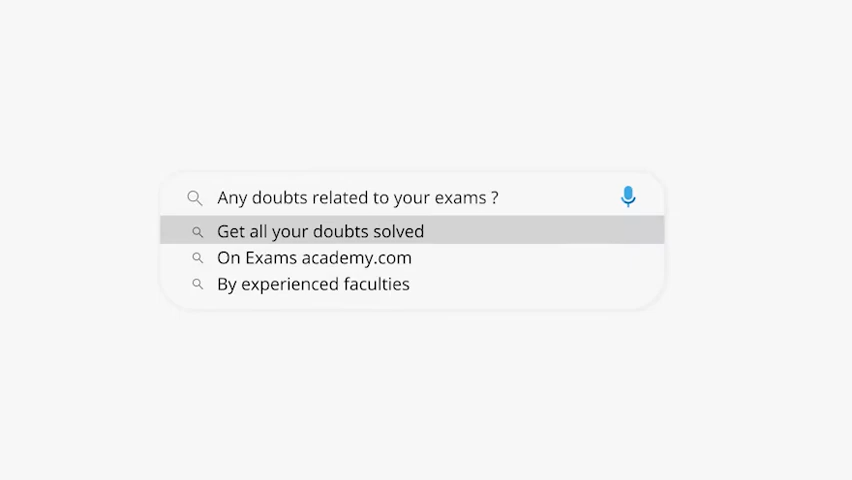 Any doubts related to your exams ?
Get all your doubts solved
On Exams academy.com
By experienced faculties